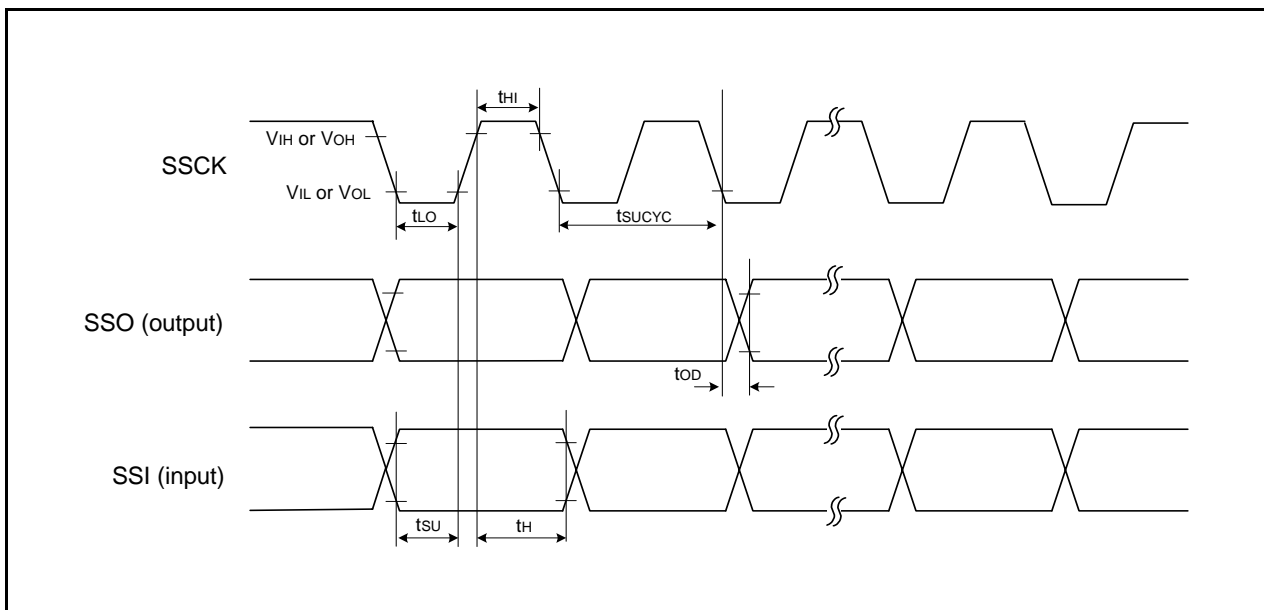 tHI
VIH or VOH
SSCK
VIL or VOL
tLO
tSUCYC
SSO (output)
tOD
SSI (input)
tSU
tH